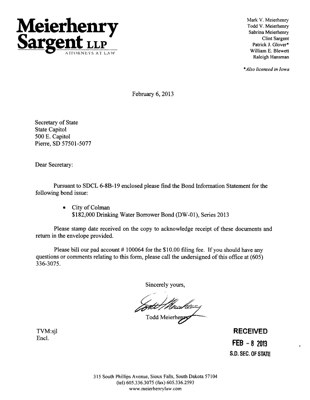 Meierhenry
Sargent LLP
ATTORNEYS AT LAW
Mark V. Meierhenry
Todd V. Meierhenry
Sabrina Meierhenry
Clint Sargent
Patrick J. Glover*
William E. Blewett
Raleigh Hansman
*Also licensed in Iowa
February 6, 2013
Secretary of State
State Capitol
500 E. Capitol
Pierre, SD 57501-5077
Dear Secretary:
Pursuant to SDCL 6-8B-19 enclosed please find the Bond Information Statement for the
following bond issue:
• City of Colman
$182,000 Drinking Water Borrower Bond (DW-01), Series 2013
Please stamp date received on the copy to acknowledge receipt of these documents and
return in the envelope provided.
Please bill our pad account # 100064 for the $10.00 filing fee. If you should have any
questions or comments relating to this form, please call the undersigned of this office at (605)
336-3075.
Sincerely yours,
Todd Meierhenry
TVM:sjl
Encl.
RECEIVED
FEB - 8 2013
S.D. SEC. OF STATE
315 South Phillips Avenue, Sioux Falls, South Dakota 57104
(tel) 605.336.3075 (fax) 605.336.2593
www.meierhenrylaw.com